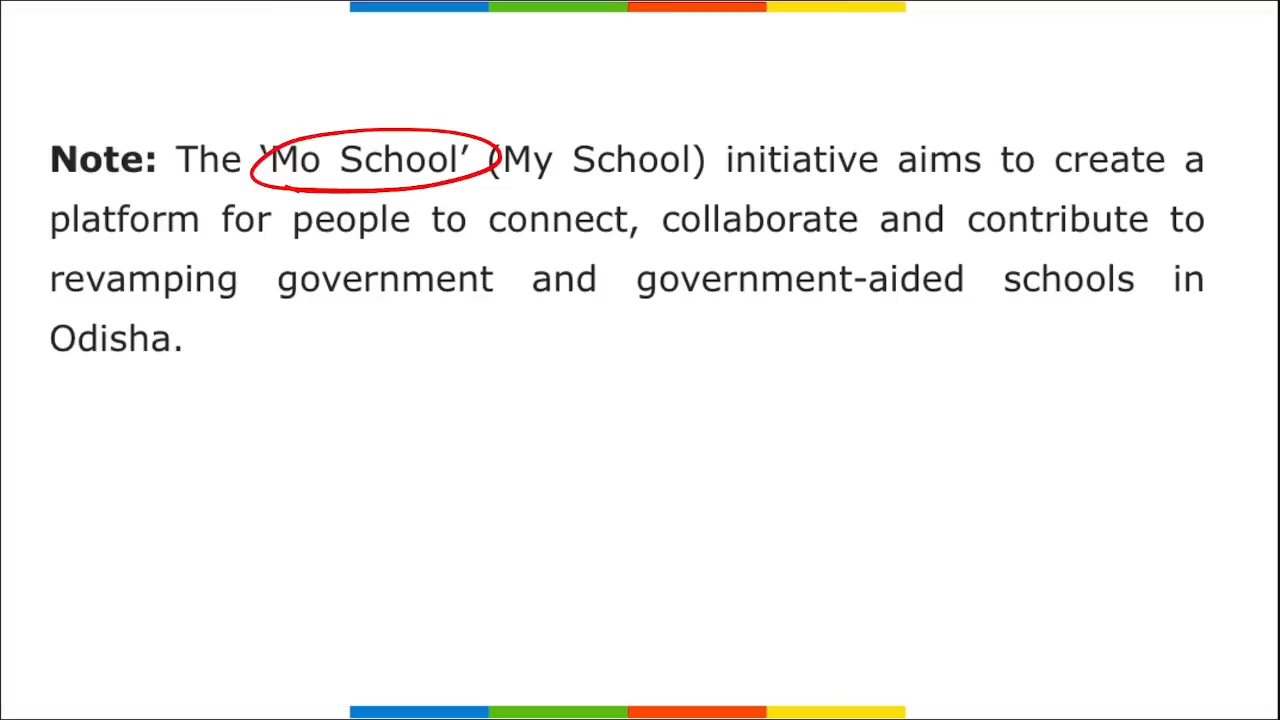 Note: The ‘Mo School’ (My School) initiative aims to create a
platform for people to connect, collaborate and contribute to
revamping government and government-aided schools in
Odisha.